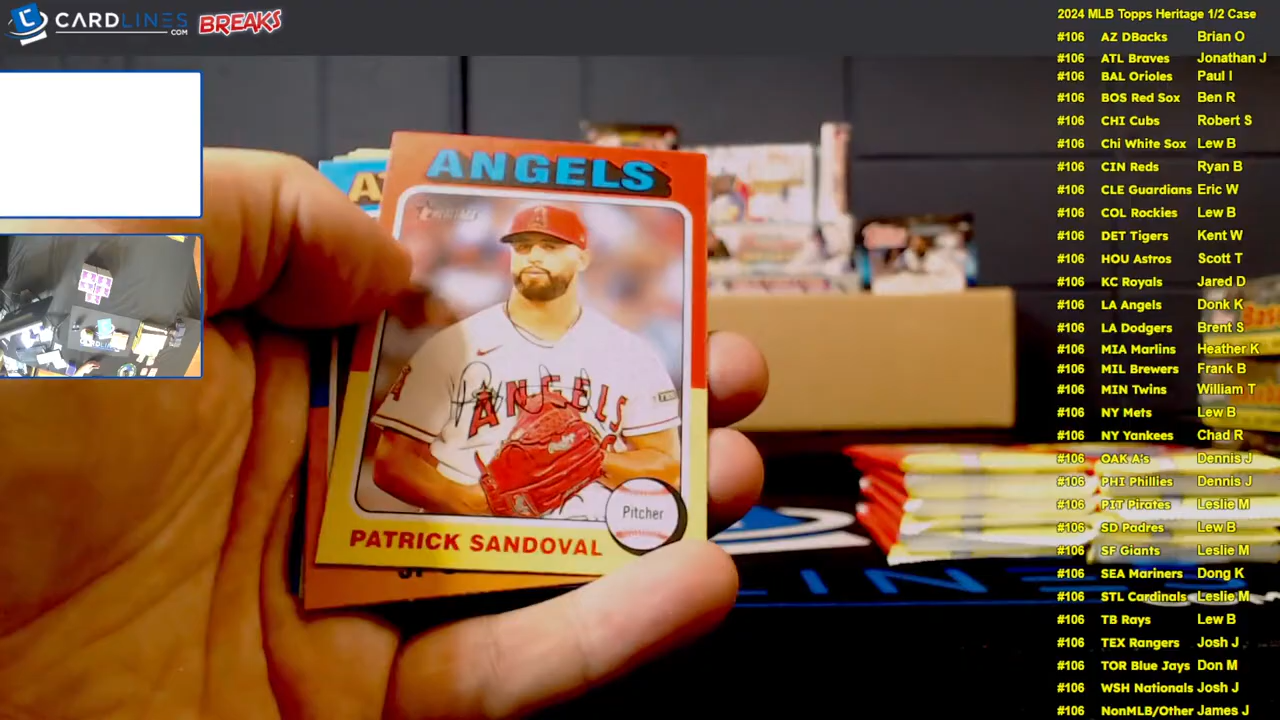 CARDLINES
.COM
BREAKS
ANGELS
Heritage
ANGELS
Pitcher
PATRICK SANDOVAL
2024 MLB Topps Heritage 1/2 Case
#106 AZ DBacks Brian O
#106 ATL Braves Jonathan J
#106 BAL Orioles Paul I
#106 BOS Red Sox Ben R
#106 CHI Cubs Robert S
#106 Chi White Sox Lew B
#106 CIN Reds Ryan B
#106 CLE Guardians Eric W
#106 COL Rockies Lew B
#106 DET Tigers Kent W
#106 HOU Astros Scott T
#106 KC Royals Jared D
#106 LA Angels Donk K
#106 LA Dodgers Brent S
#106 MIA Marlins Heather K
#106 MIL Brewers Frank B
#106 MIN Twins William T
#106 NY Mets Lew B
#106 NY Yankees Chad R
#106 OAK A's Dennis J
#106 PHI Phillies Dennis J
#106 PIT Pirates Leslie M
#106 SD Padres Lew B
#106 SF Giants Leslie M
#106 SEA Mariners Dong K
#106 STL Cardinals Leslie M
#106 TB Rays Lew B
#106 TEX Rangers Josh J
#106 TOR Blue Jays Don M
#106 WSH Nationals Josh J
#106 NonMLB/Other James J